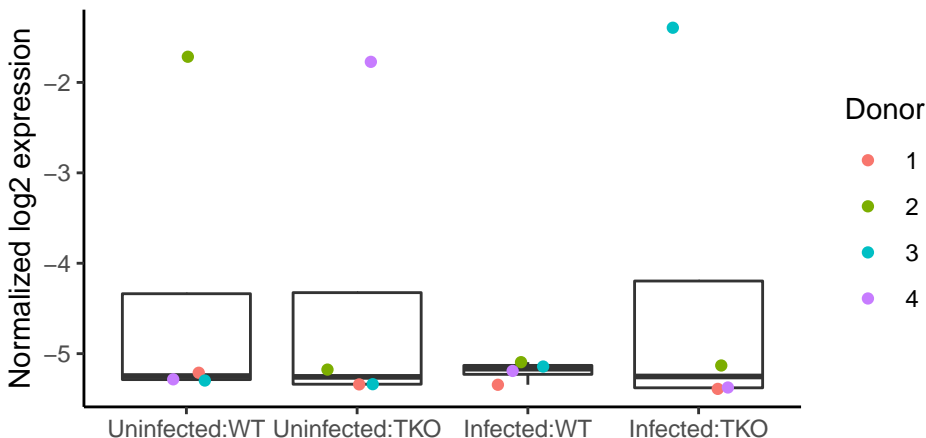 Normalized log2 expression
−2
−3
−4
−5
Uninfected:WT Uninfected:TKO Infected:WT Infected:TKO
Donor
1
2
3
4